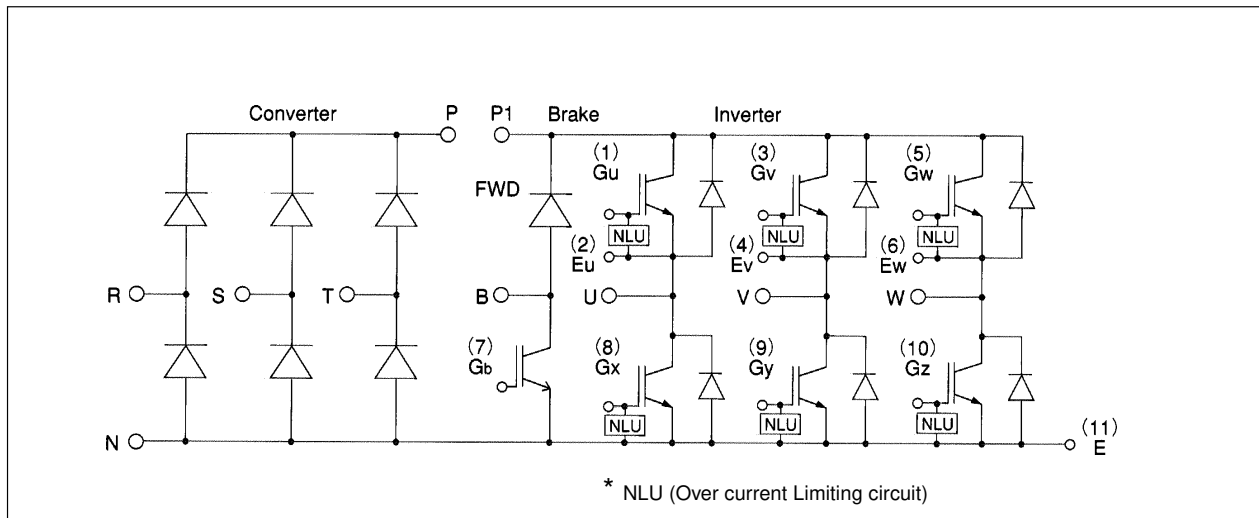 Converter P P1 Brake Inverter
(1) (3) (5)
Gu Gv Gw
FWD
NLU NLU NLU
(2) (4) (6)
Eu Ev Ew
R S T B U V W
(7) (8) (9) (10)
Gb Gx Gy Gz
NLU NLU NLU
N
(11)
E
* NLU (Over current Limiting circuit)